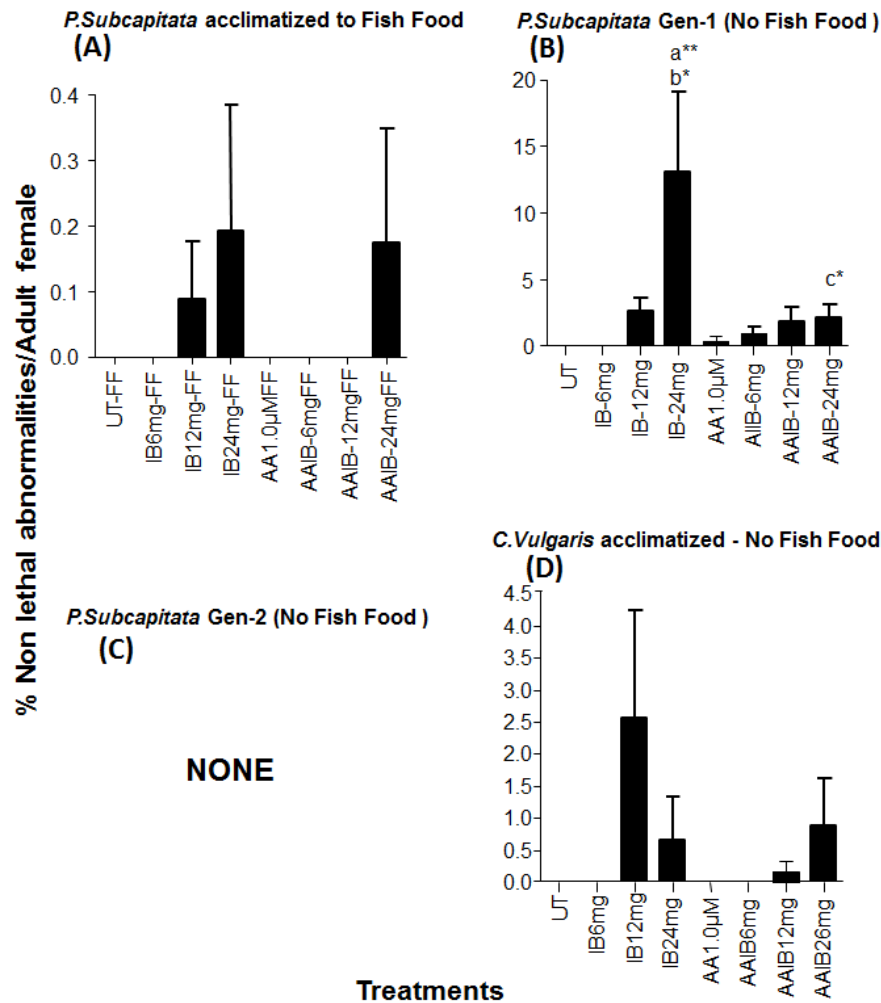 P.Subcapitata acclimatized to Fish Food
(A)
0.4
0.3
0.2
0.1
0.0
UT-FF
IB6mg-FF
IB12mg-FF
IB24mg-FF
AA1.0µMFF
AAIB-6mgFF
AAIB-12mgFF
AAIB-24mgFF
P.Subcapitata Gen-1 (No Fish Food )
(B)
a**
b*
c*
20
15
10
5
0
UT
IB-6mg
IB-12mg
IB-24mg
AA1.0µM
AIIB-6mg
AAIB-12mg
AAIB-24mg
% Non lethal abnormalities/Adult female
P.Subcapitata Gen-2 (No Fish Food )
(C)
NONE
C.Vulgaris acclimatized - No Fish Food
(D)
4.5
4.0
3.5
3.0
2.5
2.0
1.5
1.0
0.5
0.0
UT
IB6mg
IB12mg
IB24mg
AA1.0µM
AAIB6mg
AAIB12mg
AAIB26mg
Treatments